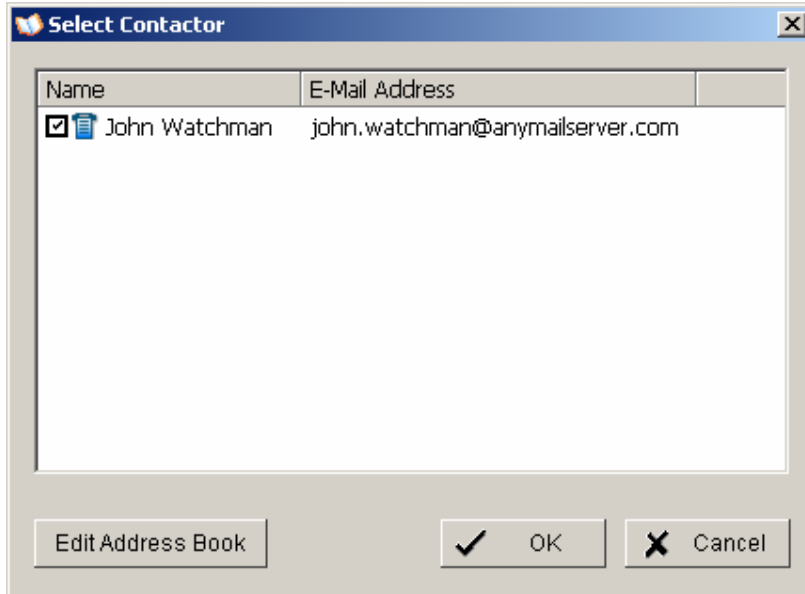 Select Contactor
Name E-Mail Address
John Watchman john.watchman@anymailserver.com
Edit Address Book OK Cancel